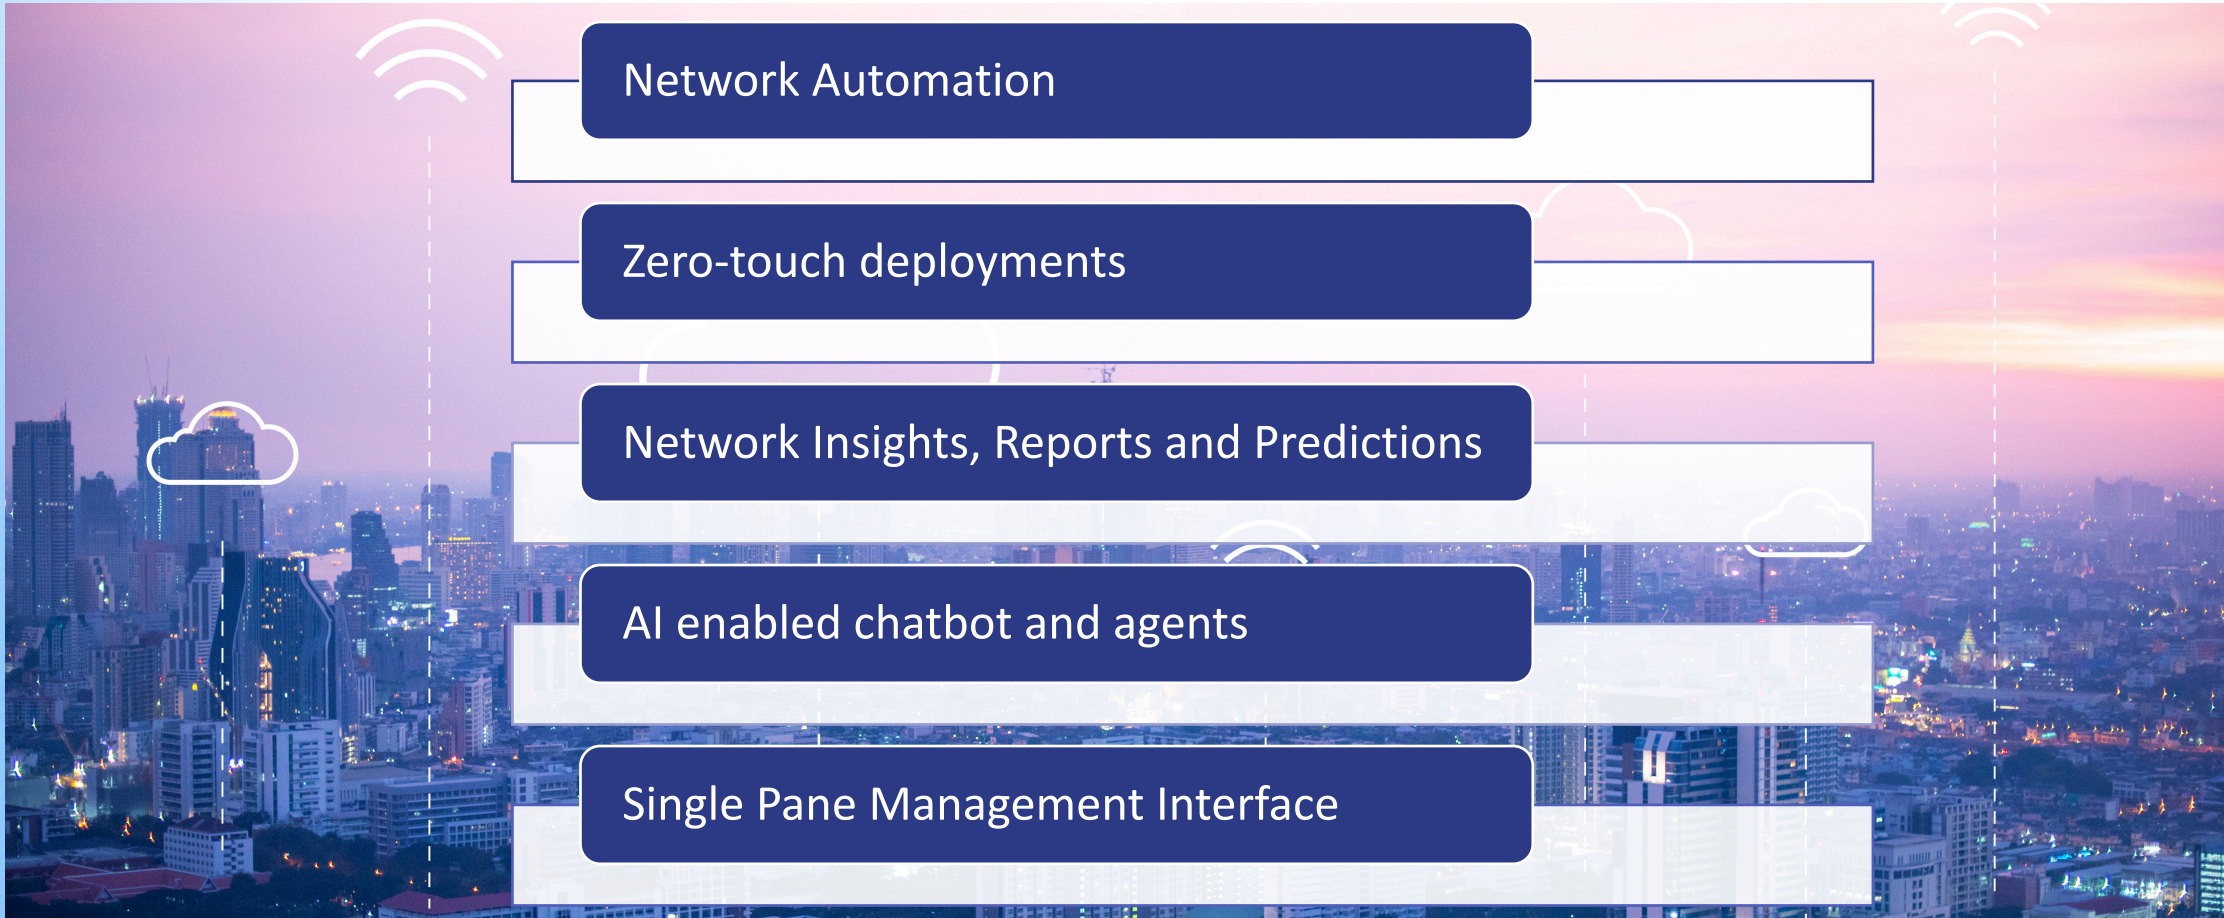 Network Automation
Zero-touch deployments
Network Insights, Reports and Predictions
AI enabled chatbot and agents
Single Pane Management Interface